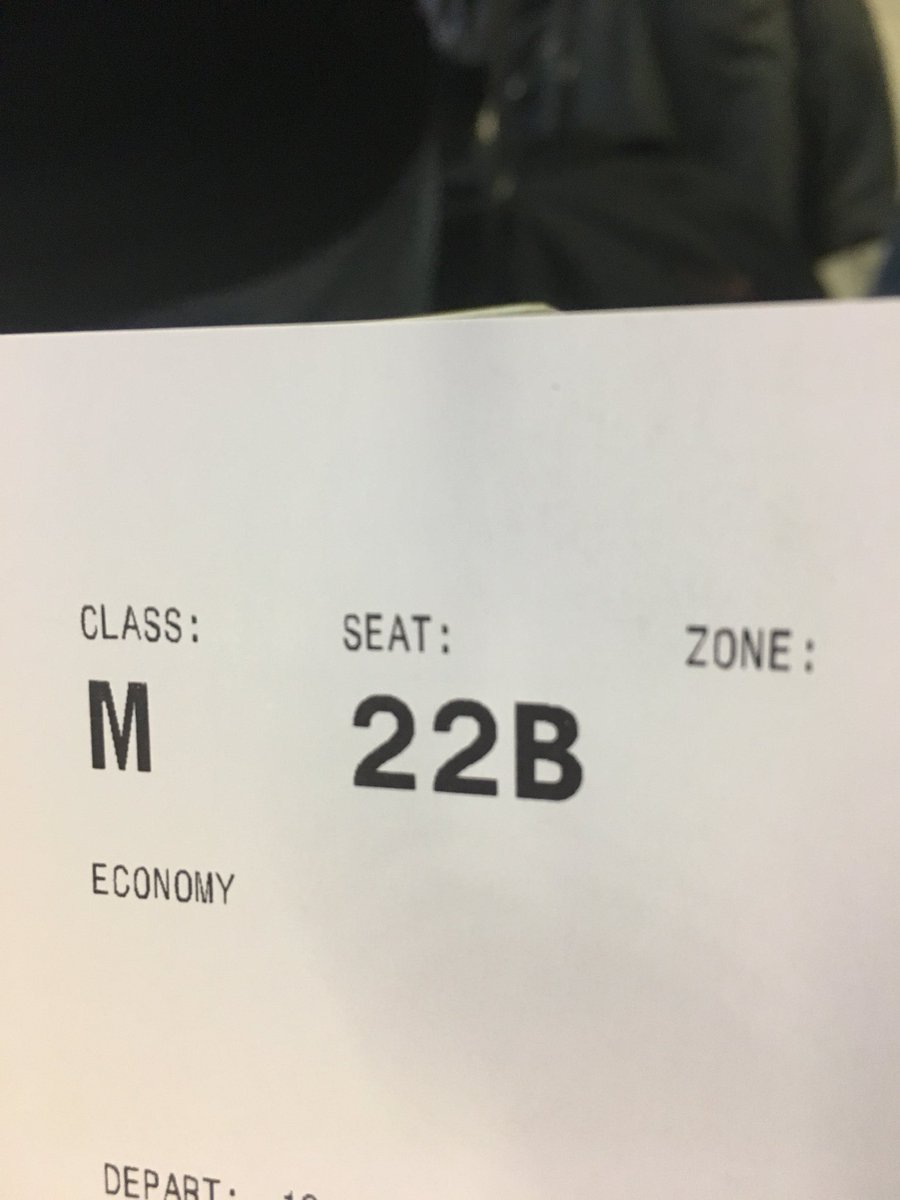 CLASS: SEAT: ZONE:
M 22B
ECONOMY
DEPART: